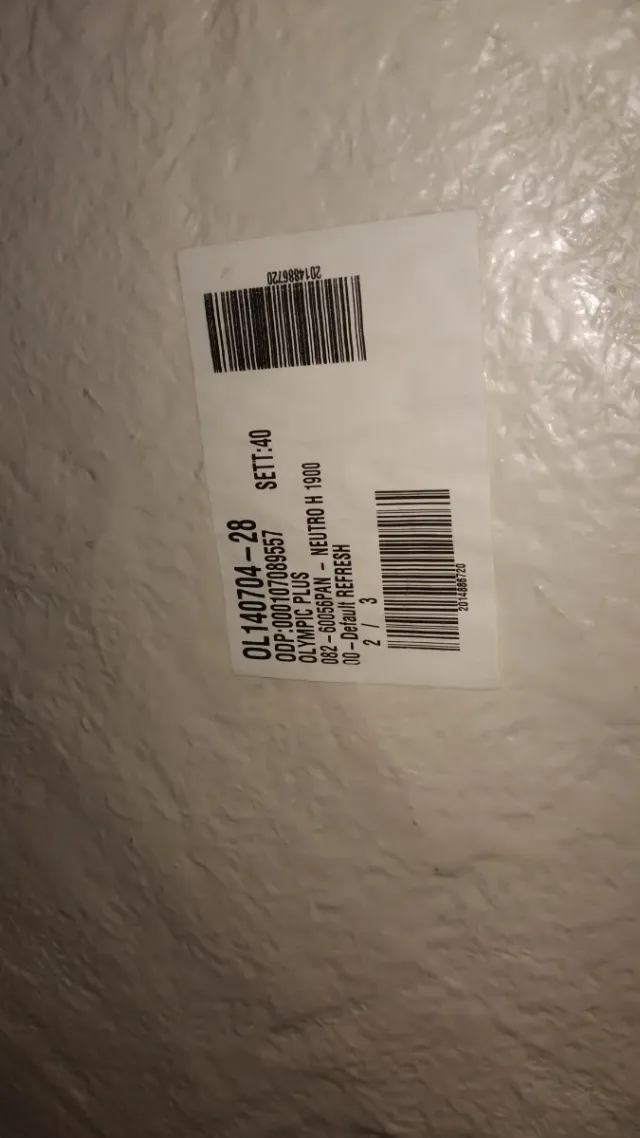 2014886720
OL140704-28 SETT:40
ODP:000107089557
OLYMPIC PLUS
082-60056PAN - NEUTRO H 1900
00-Default REFRESH
2 / 3
2014886720